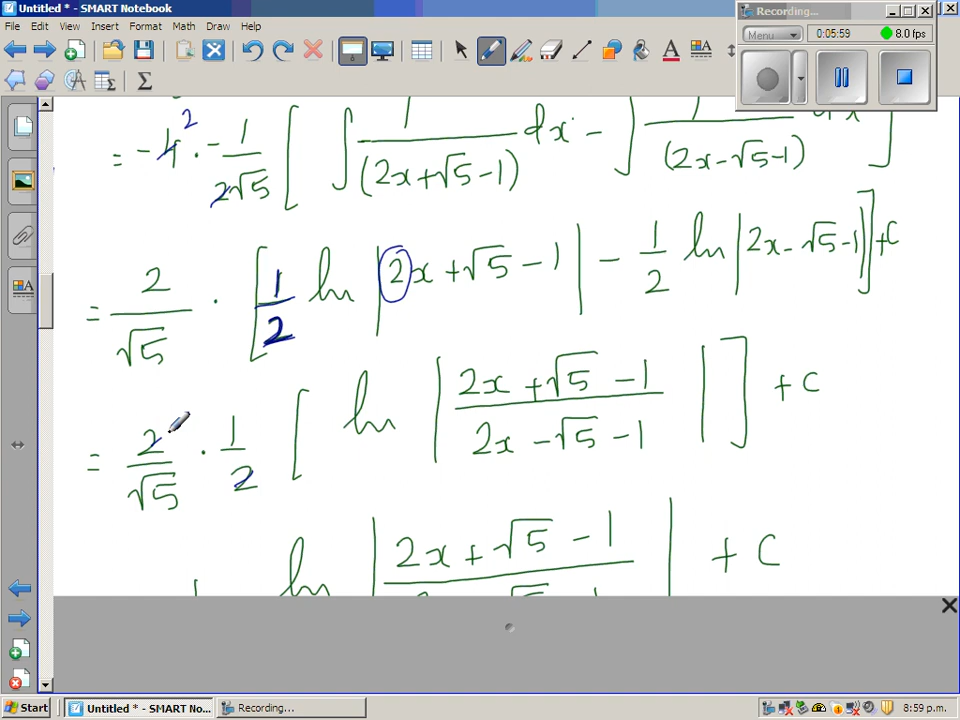 Untitled * - SMART Notebook
File Edit View Insert Format Math Draw Help
Recording...
Menu 0:05:59 8.0 fps
= -4 2 · -1/2√5 [ ∫ 1/(2x+√5-1) dx - ∫ 1/(2x-√5-1) dx ]
= 2/√5 · [ 1/2 ln |2x+√5-1| - 1/2 ln |2x-√5-1| ] +C
= 2/√5 · 1/2 [ ln | 2x+√5-1 / 2x-√5-1 | ] + C
ln | 2x+√5-1 | + C
Start Untitled * - SMART No... Recording... 8:59 p.m.